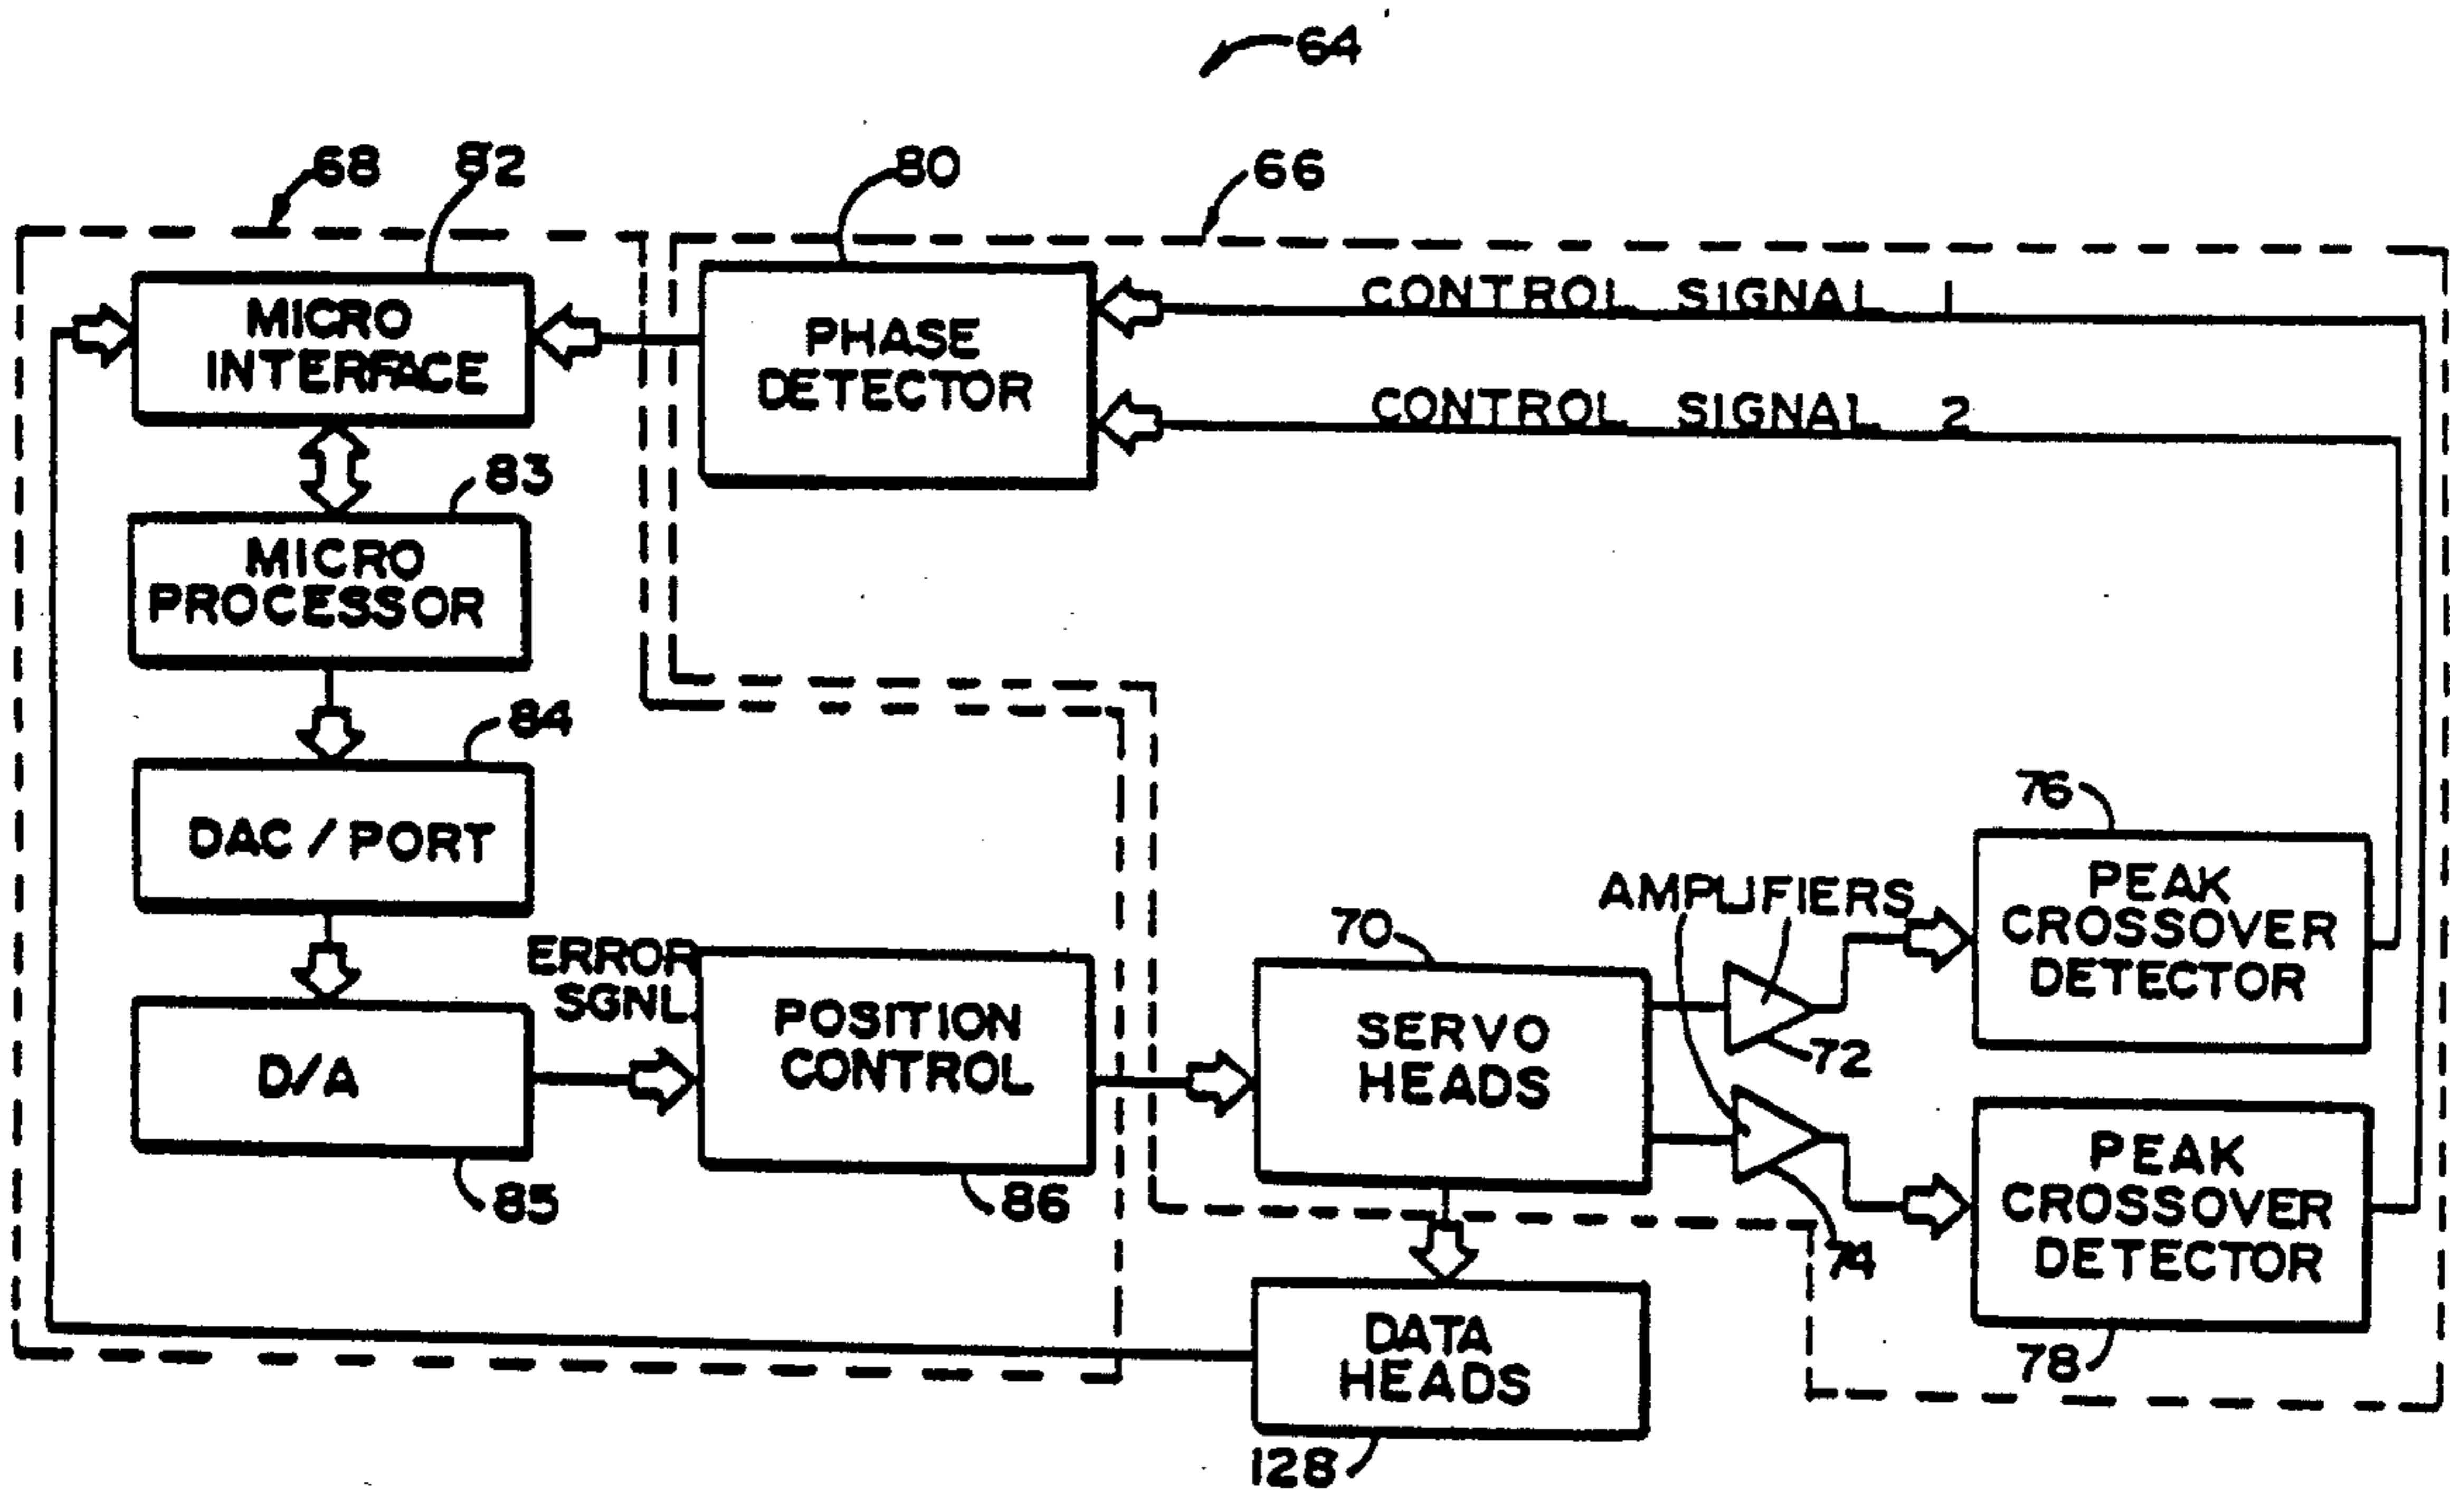 64
68
82
80
66
MICRO
INTERFACE
PHASE
DETECTOR
CONTROL SIGNAL 1
CONTROL SIGNAL 2
83
MICRO
PROCESSOR
84
DAC / PORT
76
PEAK
CROSSOVER
DETECTOR
AMPLIFIERS
70
ERROR
SGNL
POSITION
CONTROL
SERVO
HEADS
72
D/A
85
86
74
PEAK
CROSSOVER
DETECTOR
78
DATA
HEADS
128